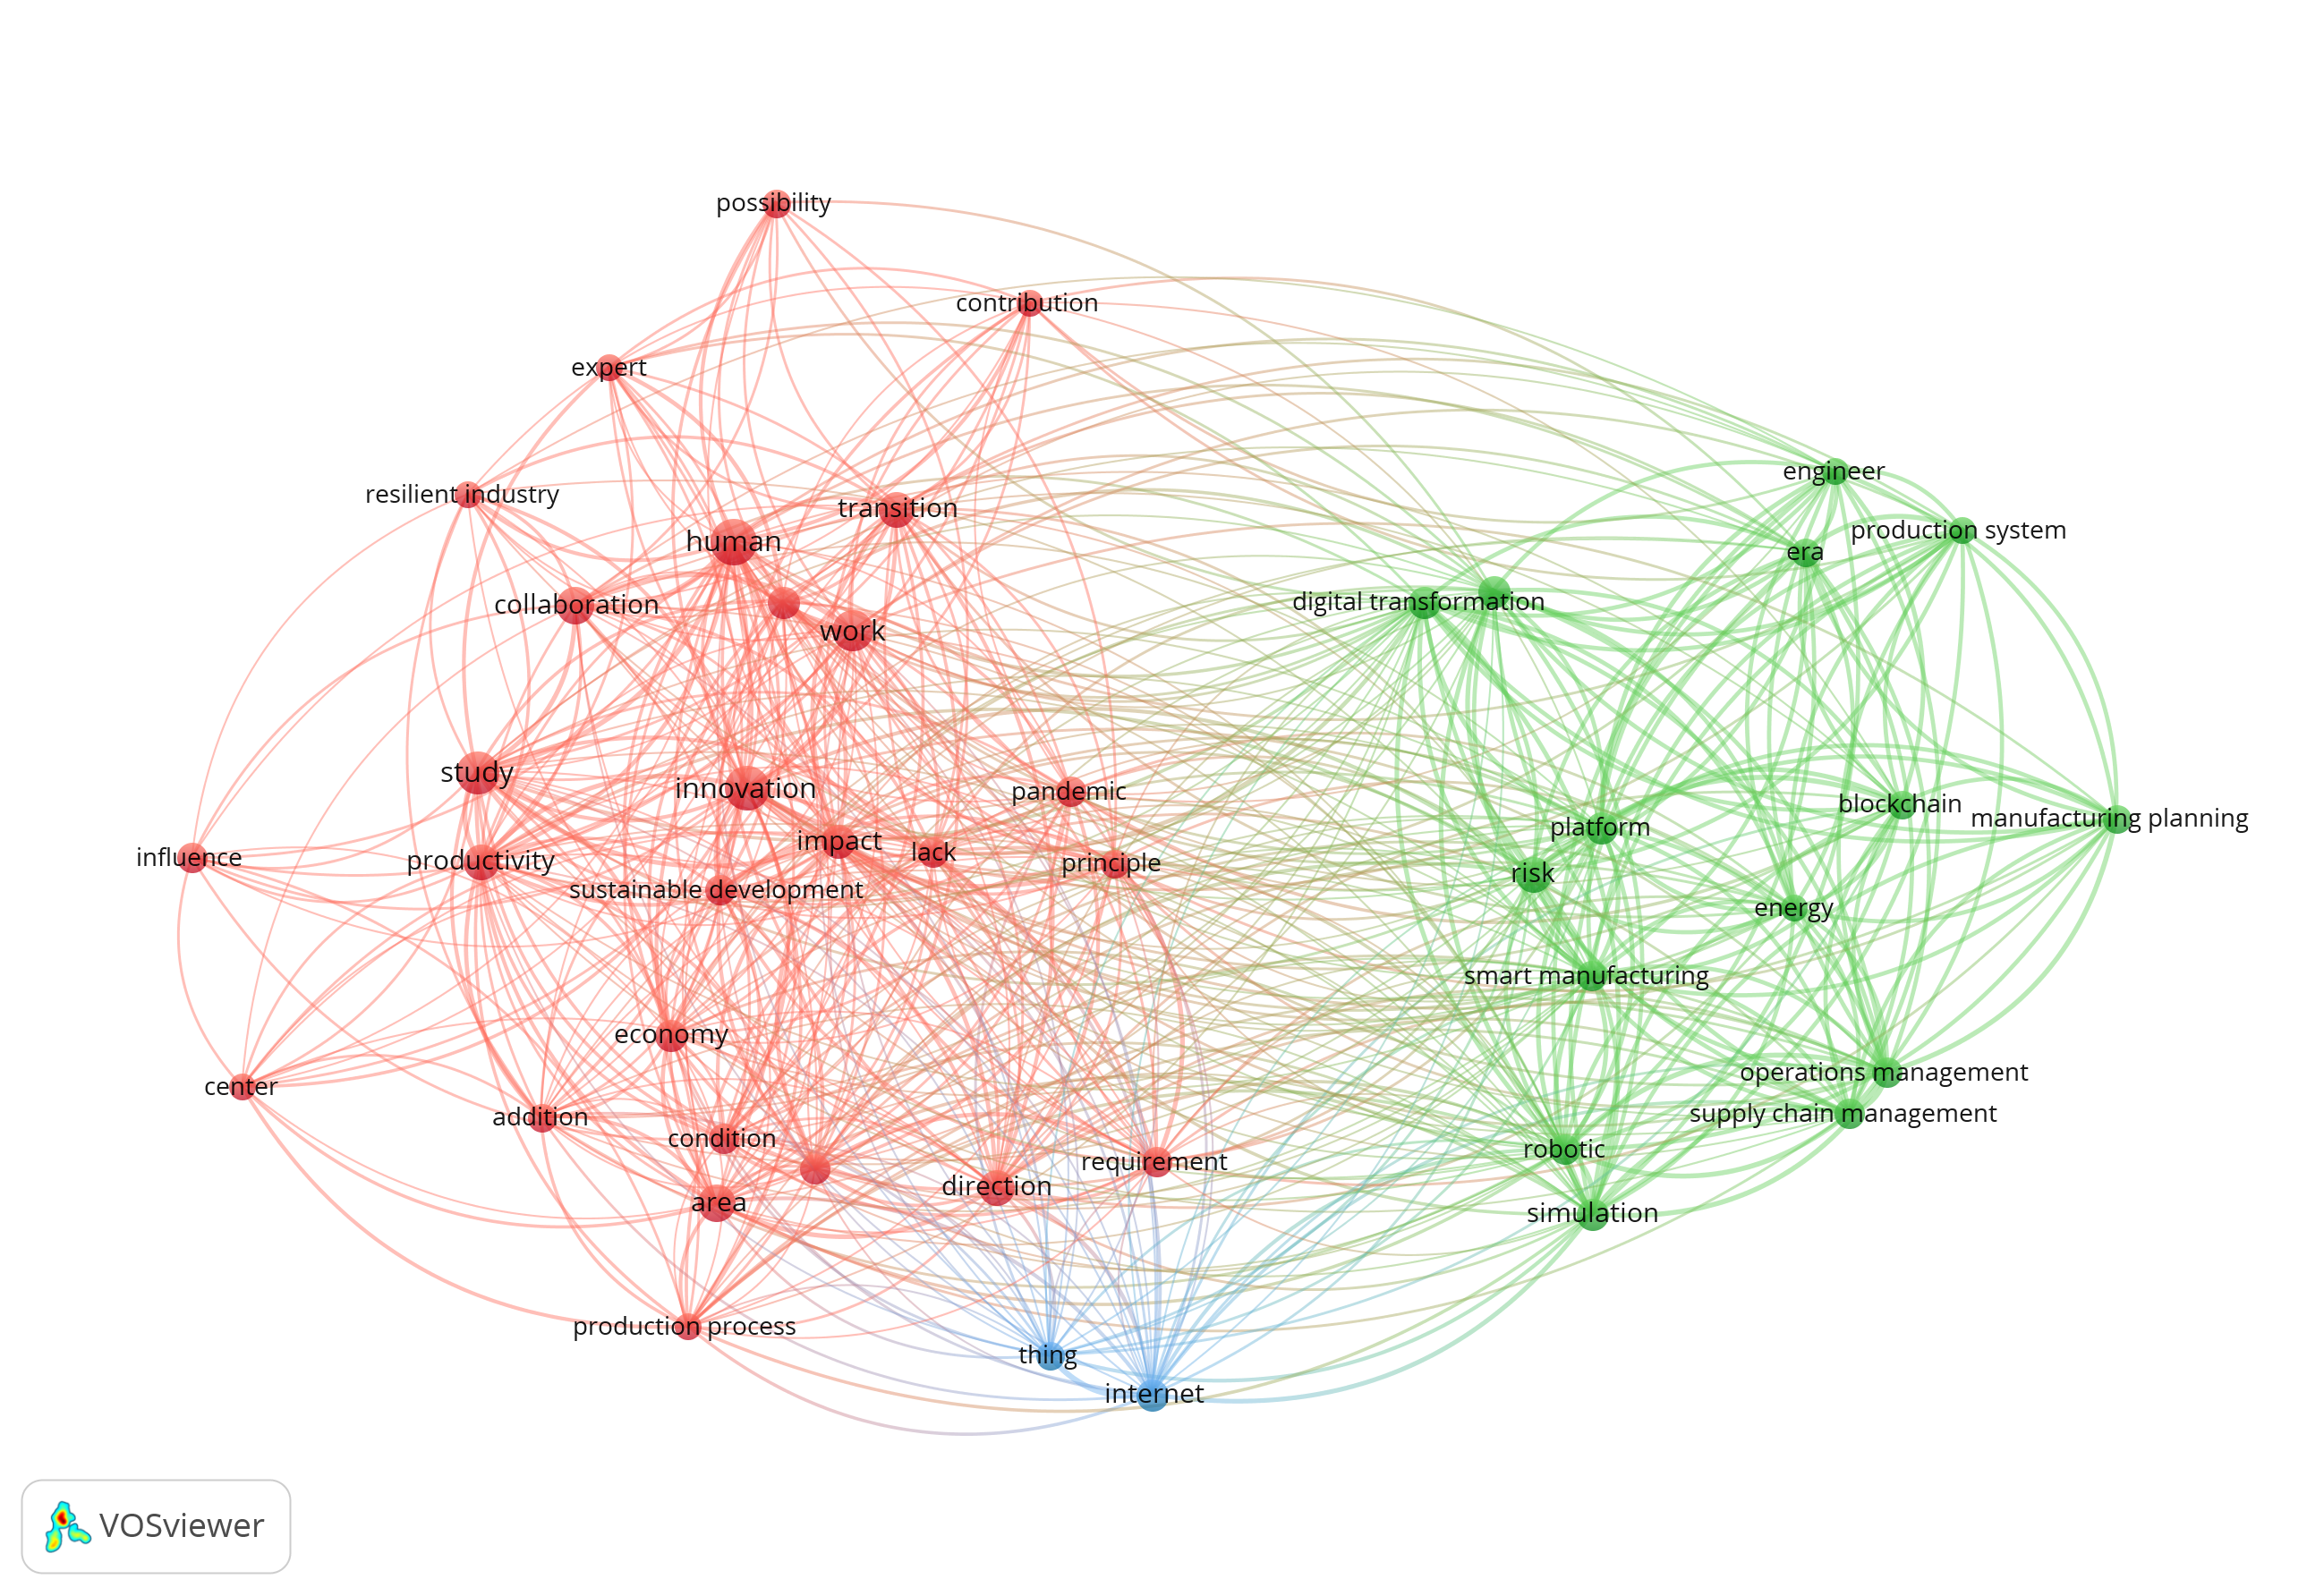 possibility
contribution
expert
engineer
resilient industry
transition
production system
human
era
collaboration
digital transformation
work
study
innovation
pandemic
blockchain
manufacturing planning
platform
impact
lack
influence
productivity
principle
risk
sustainable development
energy
smart manufacturing
economy
operations management
center
supply chain management
addition
condition
robotic
requirement
direction
area
simulation
production process
thing
internet
VOSviewer